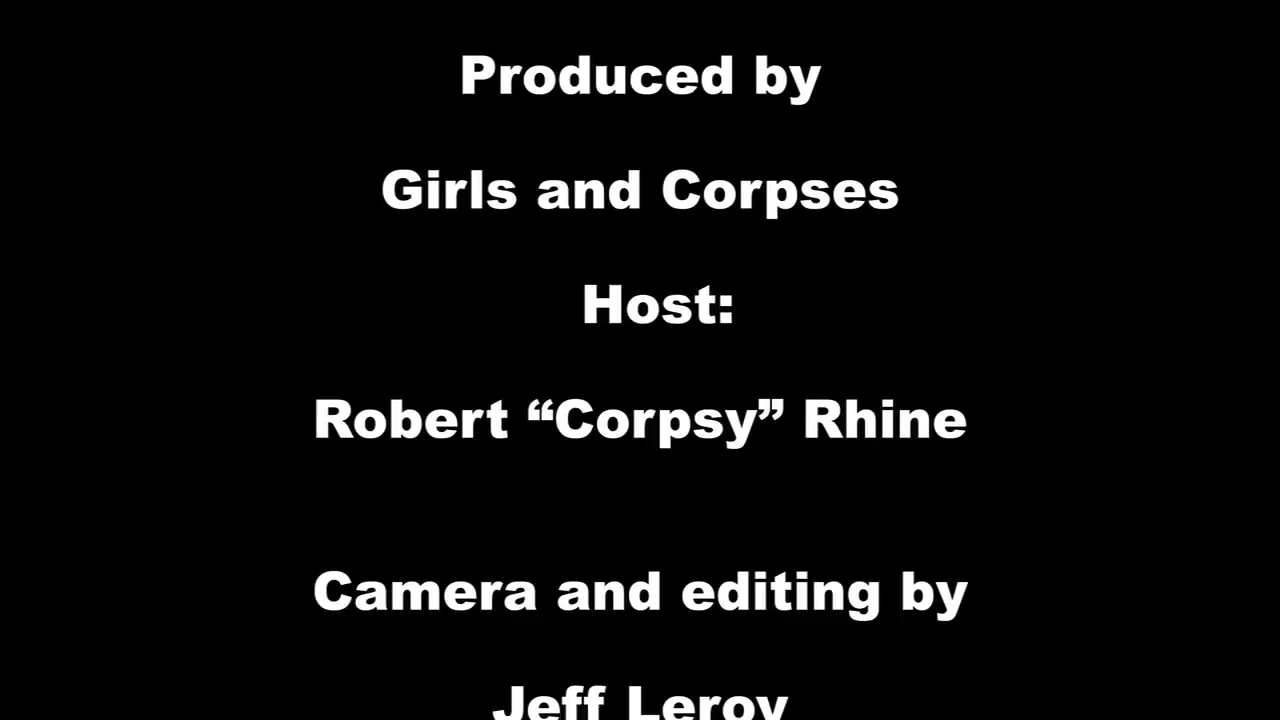 Produced by
Girls and Corpses
Host:
Robert “Corpsy” Rhine
Camera and editing by
Jeff Leroy